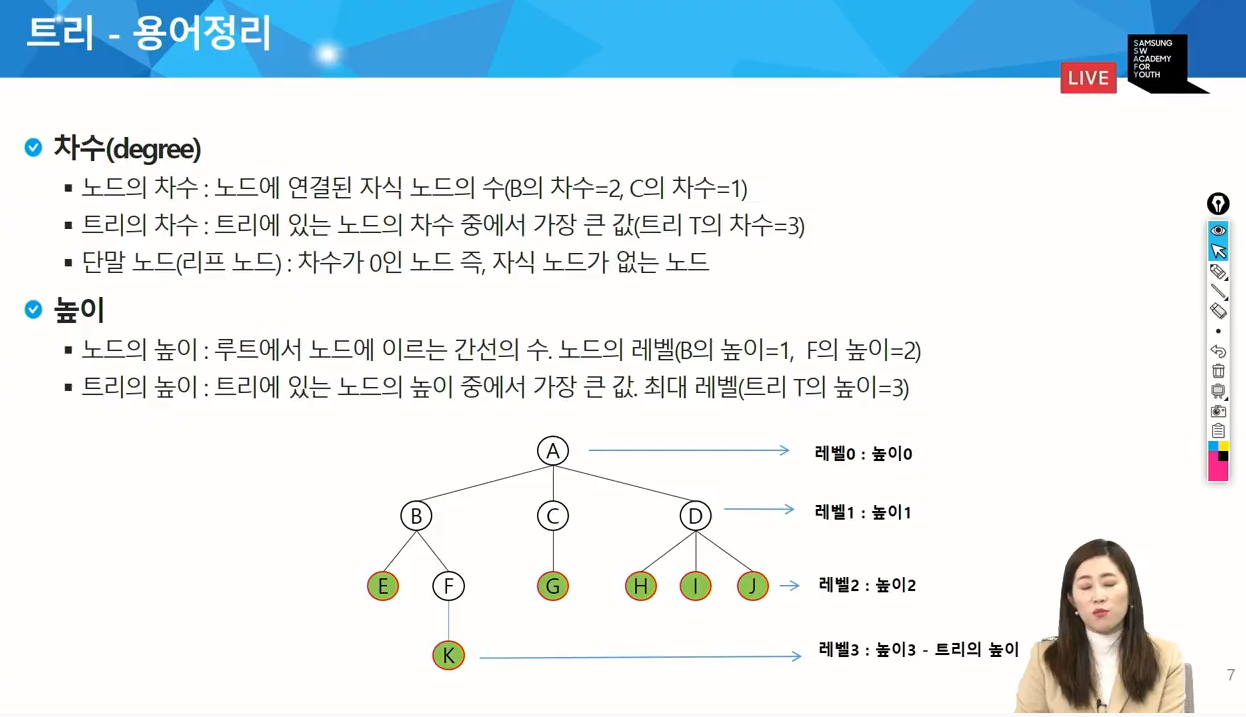 트리 - 용어정리
LIVE
SAMSUNG
SW
ACADEMY
FOR
YOUTH
차수(degree)
▪ 노드의 차수 : 노드에 연결된 자식 노드의 수(B의 차수=2, C의 차수=1)
▪ 트리의 차수 : 트리에 있는 노드의 차수 중에서 가장 큰 값(트리 T의 차수=3)
▪ 단말 노드(리프 노드) : 차수가 0인 노드 즉, 자식 노드가 없는 노드
높이
▪ 노드의 높이 : 루트에서 노드에 이르는 간선의 수. 노드의 레벨(B의 높이=1, F의 높이=2)
▪ 트리의 높이 : 트리에 있는 노드의 높이 중에서 가장 큰 값. 최대 레벨(트리 T의 높이=3)
A 레벨0 : 높이0
B C D 레벨1 : 높이1
E F G H I J 레벨2 : 높이2
K 레벨3 : 높이3 - 트리의 높이
7